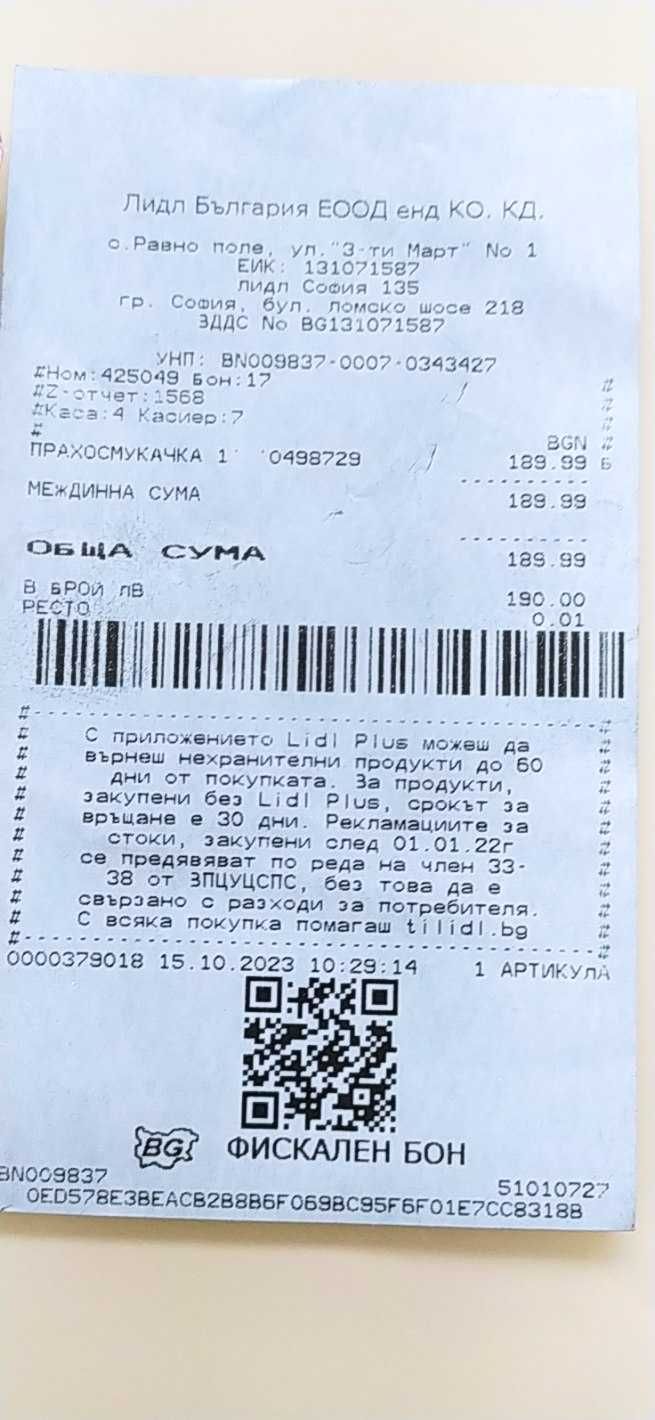 Лидл България ЕООД енд КО. КД.
с.Равно поле, ул."3-ти Март" No 1
ЕИК: 131071587
Лидл София 135
гр. София, бул. Ломско шосе 218
ЗДДС No BG131071587
УНП: BN009837-0007-0343427
#Ном:425049 Бон:17 #
#Z-отчет:1568 #
#Каса:4 Касиер:7 #
# BGN #
ПРАХОСМУКАЧКА 1 0498729 189.99 Б
МЕЖДИННА СУМА 189.99
ОБЩА СУМА 189.99
В БРОЙ ЛВ 190.00
РЕСТО 0.01
# С приложението Lidl Plus можеш да #
# върнеш нехранителни продукти до 60 #
# дни от покупката. За продукти, #
# закупени без Lidl Plus, срокът за #
# връщане е 30 дни. Рекламациите за #
# стоки, закупени след 01.01.22г #
# се предявяват по реда на член 33- #
# 38 от ЗПЦУЦСПС, без това да е #
# свързано с разходи за потребителя. #
# С всяка покупка помагаш tilidl.bg #
0000379018 15.10.2023 10:29:14 1 АРТИКУЛА
BG ФИСКАЛЕН БОН
BN009837 51010727
0ED578E3BEACB2B8B6F069BC95F6F01E7CC8318B